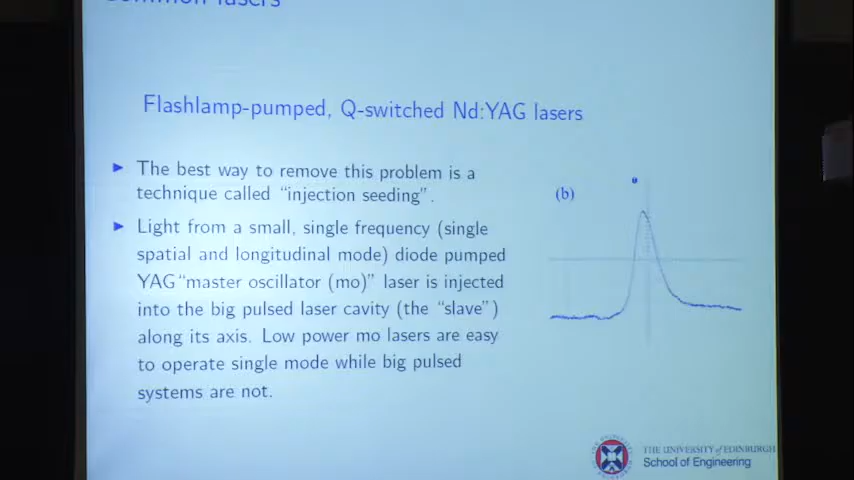 Common lasers
Flashlamp-pumped, Q-switched Nd:YAG lasers
▶ The best way to remove this problem is a
technique called “injection seeding”.
▶ Light from a small, single frequency (single
spatial and longitudinal mode) diode pumped
YAG“master oscillator (mo)” laser is injected
into the big pulsed laser cavity (the “slave”)
along its axis. Low power mo lasers are easy
to operate single mode while big pulsed
systems are not.
(b)
THE UNIVERSITY of EDINBURGH
School of Engineering